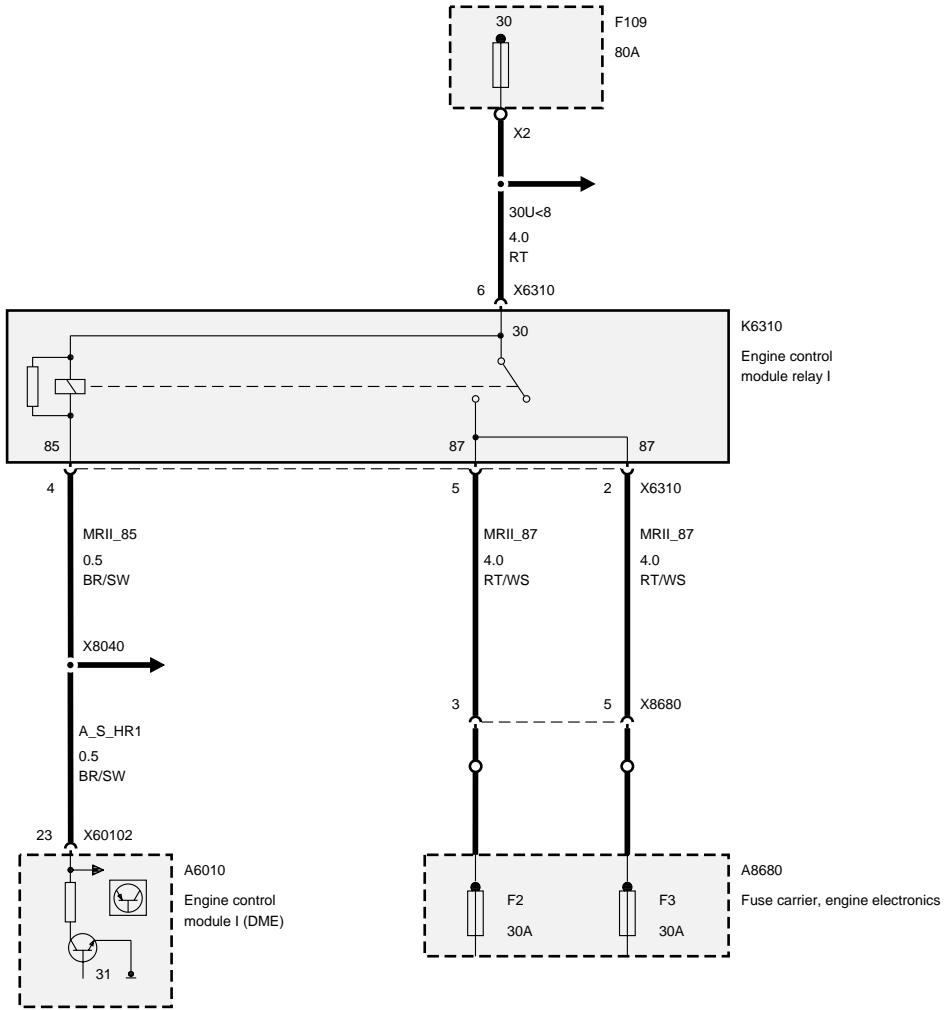 30
F109
80A
X2
30U<8
4.0
RT
6 X6310
30
K6310
Engine control
module relay I
85
87
87
4
5
2
X6310
MRII_85
0.5
BR/SW
MRII_87
4.0
RT/WS
MRII_87
4.0
RT/WS
X8040
3
5
X8680
A_S_HR1
0.5
BR/SW
23 X60102
A6010
Engine control
module I (DME)
31
F2
30A
F3
30A
A8680
Fuse carrier, engine electronics